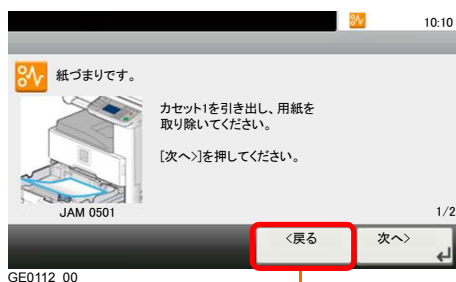 10:10
紙づまりです。
カセット1を引き出し、用紙を
取り除いてください。
[次へ>]を押してください。
JAM 0501
1/2
<戻る
次へ>
GE0112_00